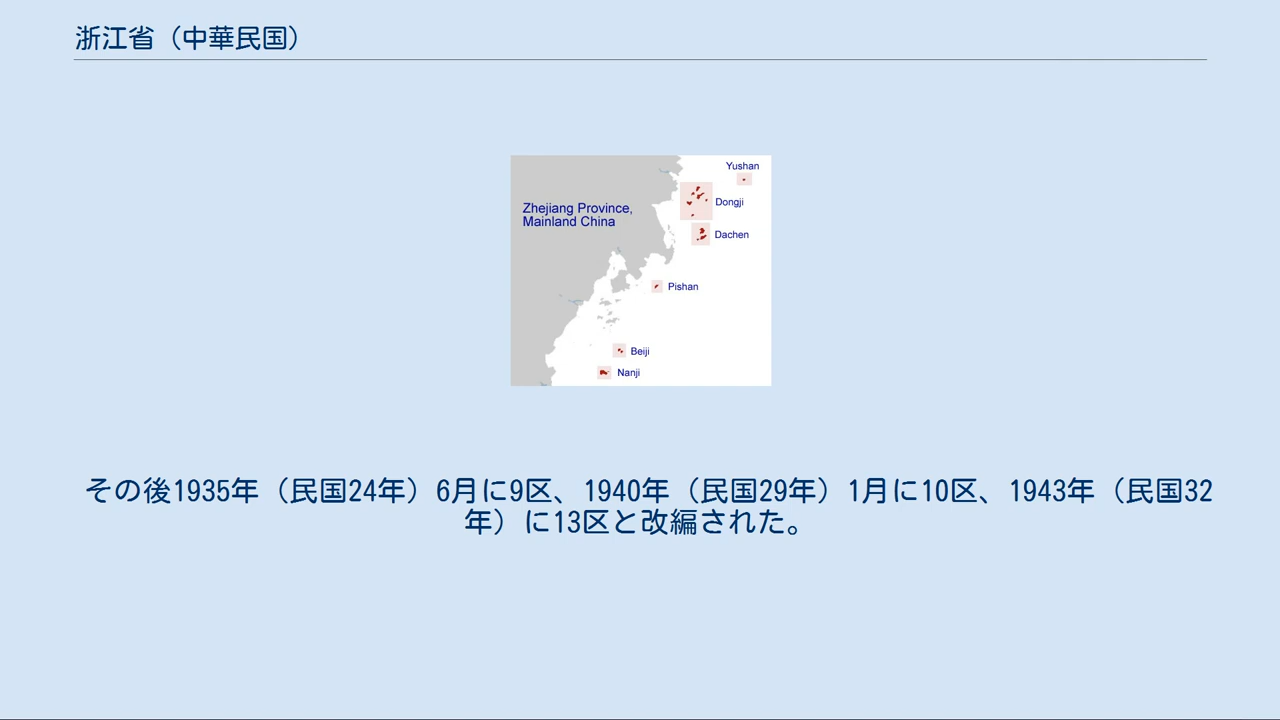 浙江省（中華民国）
Yushan
Zhejiang Province,
Mainland China
Dongji
Dachen
Pishan
Beiji
Nanji
その後1935年（民国24年）6月に9区、1940年（民国29年）1月に10区、1943年（民国32
年）に13区と改編された。